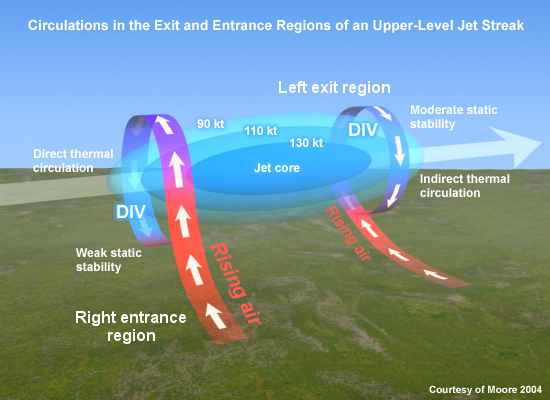 Circulations in the Exit and Entrance Regions of an Upper-Level Jet Streak
Left exit region
90 kt
110 kt
130 kt
DIV
Moderate static
stability
Direct thermal
circulation
Jet core
Indirect thermal
circulation
DIV
Rising air
Weak static
stability
Rising air
Right entrance
region
Courtesy of Moore 2004